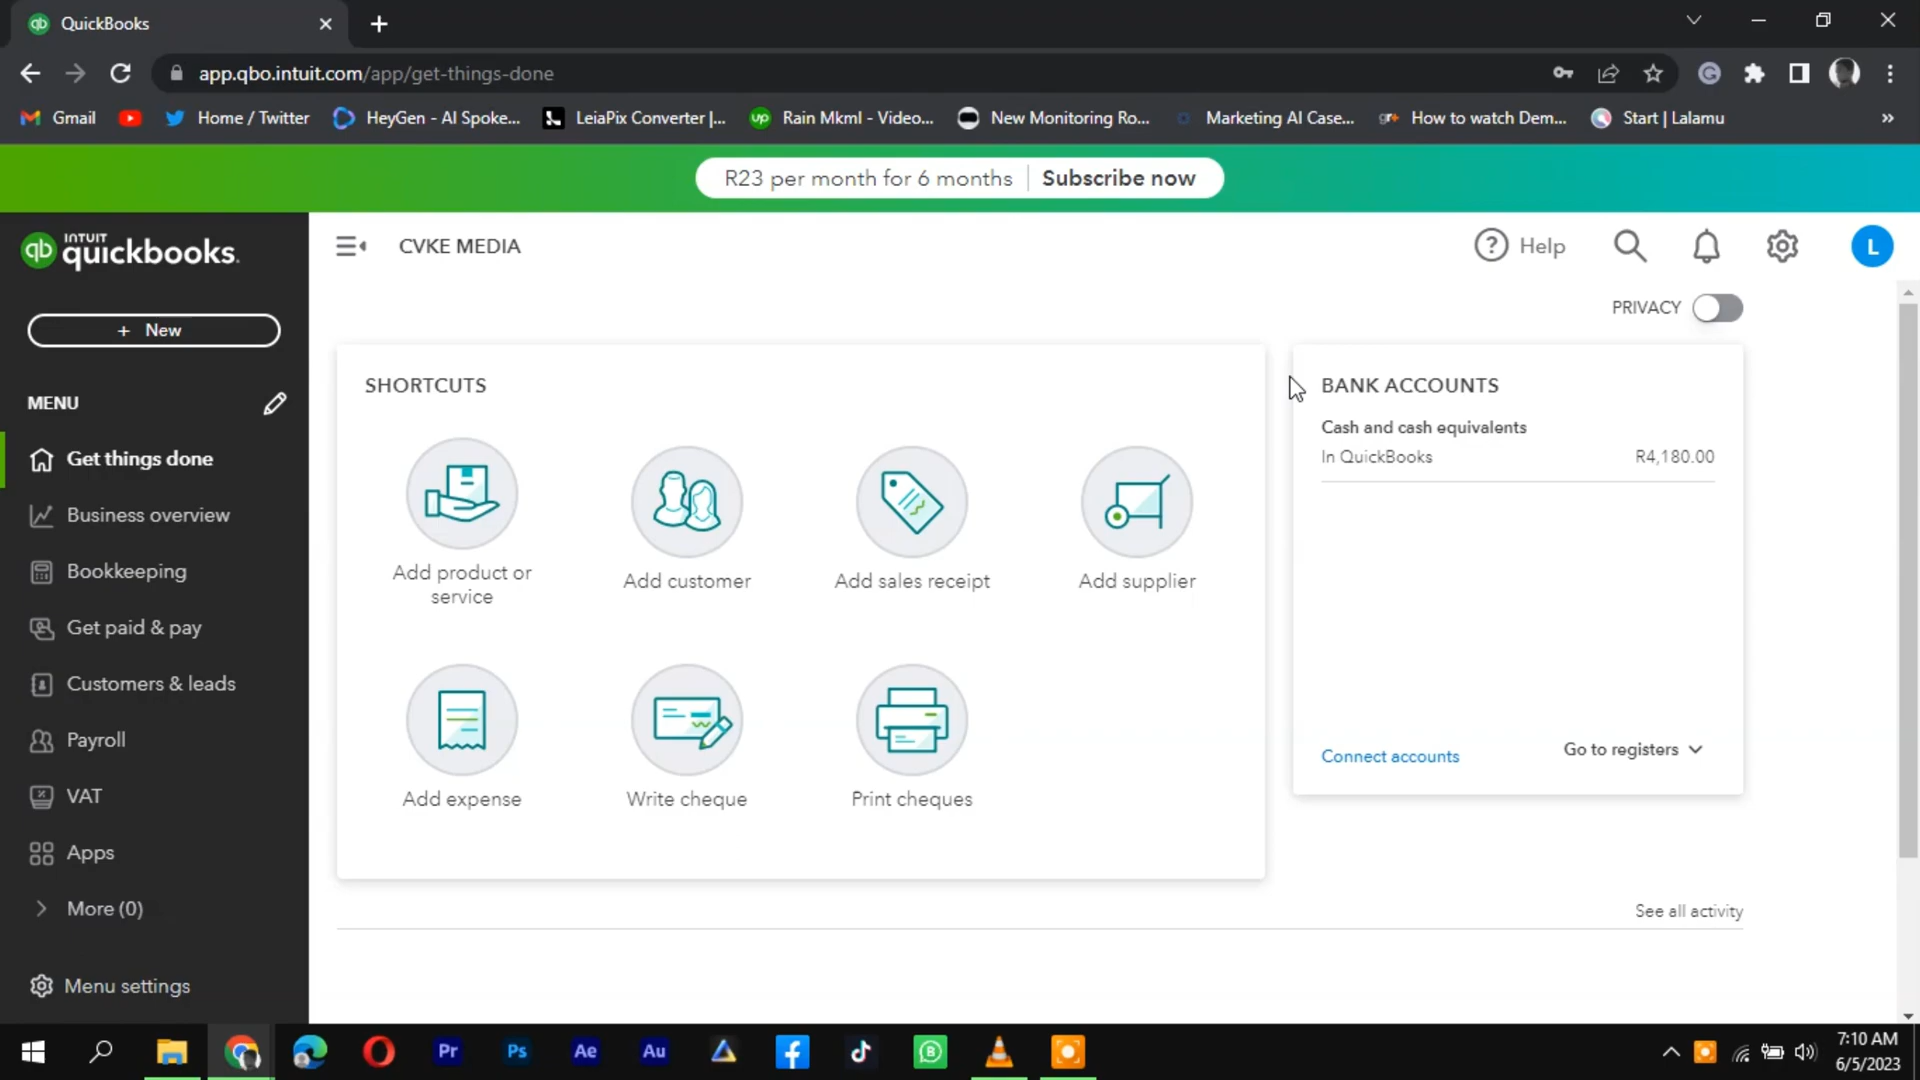 QuickBooks
app.qbo.intuit.com/app/get-things-done
Gmail
Home / Twitter
HeyGen - AI Spoke...
LeiaPix Converter |...
up
Rain Mkml - Video...
New Monitoring Ro...
Marketing AI Case...
gr+
How to watch Dem...
Start | Lalamu
»
R23 per month for 6 months
Subscribe now
qb INTUIT quickbooks.
CVKE MEDIA
? Help
L
+ New
PRIVACY
MENU
SHORTCUTS
BANK ACCOUNTS
Cash and cash equivalents
In QuickBooks R4,180.00
Get things done
Business overview
Bookkeeping
Get paid & pay
Customers & leads
Payroll
VAT
Apps
More (0)
Menu settings
Add product or
service
Add customer
Add sales receipt
Add supplier
Add expense
Write cheque
Print cheques
Connect accounts
Go to registers
See all activity
Pr
Ps
Ae
Au
B
7:10 AM
6/5/2023